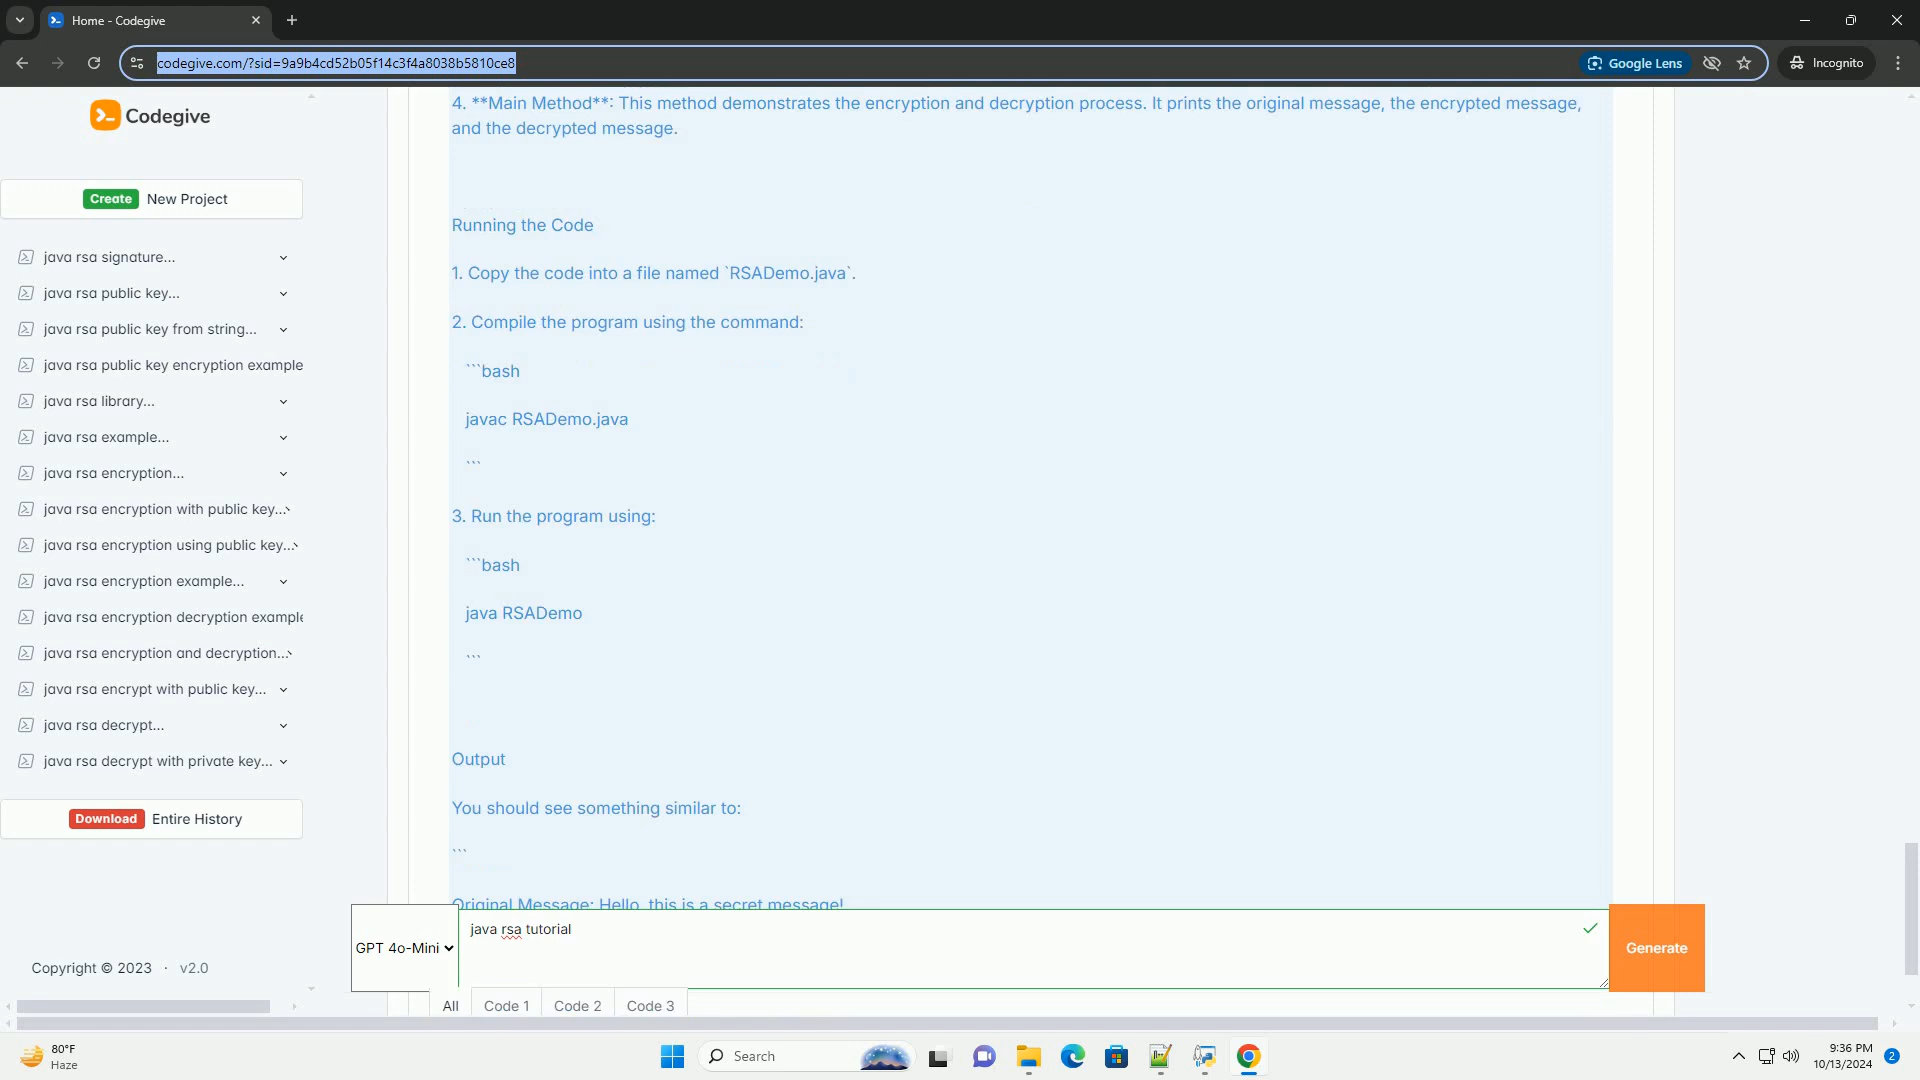 Home - Codegive
codegive.com/?sid=9a9b4cd52b05f14c3f4a8038b5810ce8
Google Lens
Incognito
Codegive
Create New Project
java rsa signature...
java rsa public key...
java rsa public key from string...
java rsa public key encryption example
java rsa library...
java rsa example...
java rsa encryption...
java rsa encryption with public key...
java rsa encryption using public key...
java rsa encryption example...
java rsa encryption decryption example
java rsa encryption and decryption...
java rsa encrypt with public key...
java rsa decrypt...
java rsa decrypt with private key...
Download Entire History
Copyright © 2023 · v2.0
4. **Main Method**: This method demonstrates the encryption and decryption process. It prints the original message, the encrypted message,
and the decrypted message.
Running the Code
1. Copy the code into a file named `RSADemo.java`.
2. Compile the program using the command:
```bash
javac RSADemo.java
```
3. Run the program using:
```bash
java RSADemo
```
Output
You should see something similar to:
```
Original Message: Hello, this is a secret message!
GPT 4o-Mini
java rsa tutorial
Generate
All Code 1 Code 2 Code 3
80°F
Haze
Search
9:36 PM
10/13/2024
2